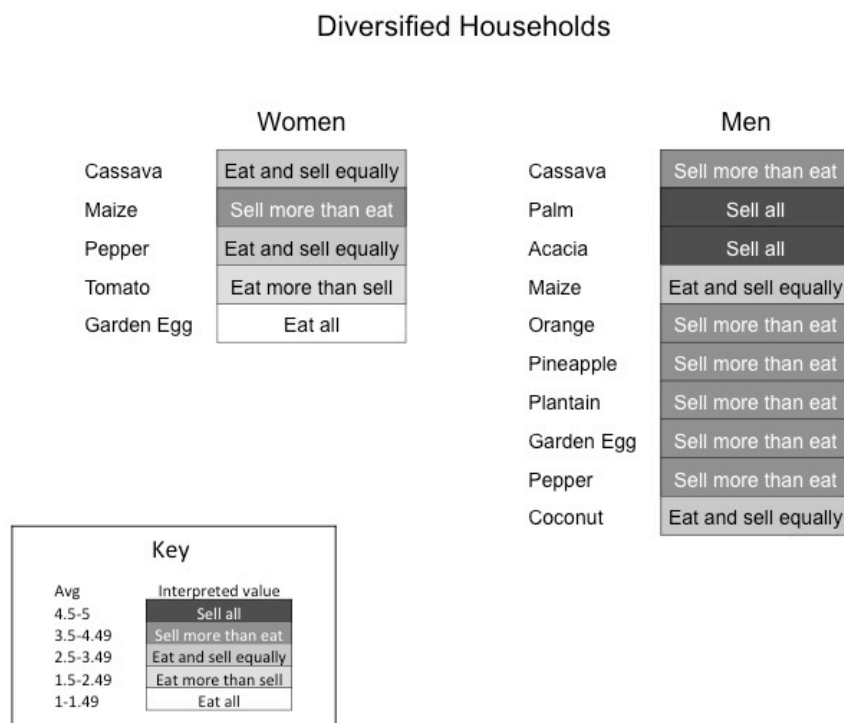 Diversified Households
Women
Cassava Eat and sell equally
Maize Sell more than eat
Pepper Eat and sell equally
Tomato Eat more than sell
Garden Egg Eat all
Men
Cassava Sell more than eat
Palm Sell all
Acacia Sell all
Maize Eat and sell equally
Orange Sell more than eat
Pineapple Sell more than eat
Plantain Sell more than eat
Garden Egg Sell more than eat
Pepper Sell more than eat
Coconut Eat and sell equally
Key
Avg Interpreted value
4.5-5 Sell all
3.5-4.49 Sell more than eat
2.5-3.49 Eat and sell equally
1.5-2.49 Eat more than sell
1-1.49 Eat all